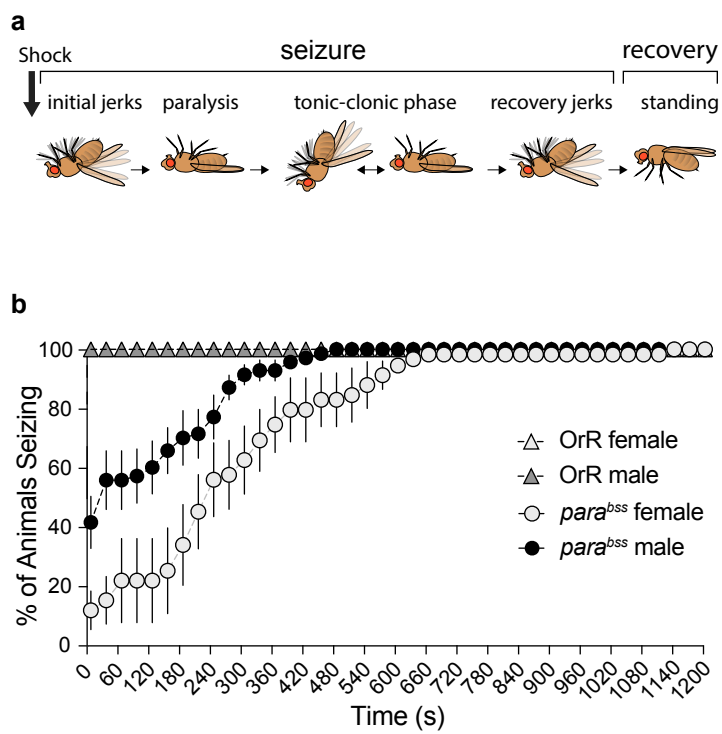 a
Shock
seizure
recovery
initial jerks
paralysis
tonic-clonic phase
recovery jerks
standing
b
% of Animals Seizing
100
80
60
40
20
0
OrR female
OrR male
para^bss female
para^bss male
0 60 120 180 240 300 360 420 480 540 600 660 720 780 840 900 960 1020 1080 1140 1200
Time (s)